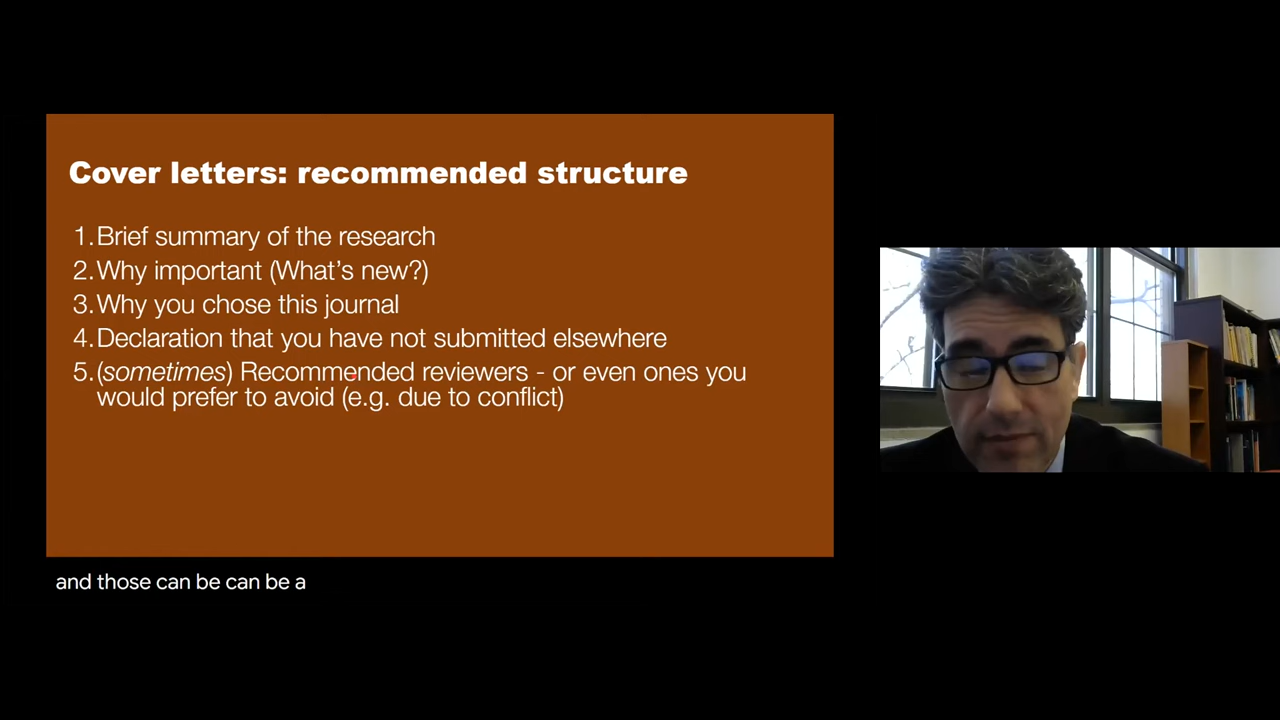 Cover letters: recommended structure
1. Brief summary of the research
2. Why important (What's new?)
3. Why you chose this journal
4. Declaration that you have not submitted elsewhere
5. (sometimes) Recommended reviewers - or even ones you
would prefer to avoid (e.g. due to conflict)
and those can be can be a